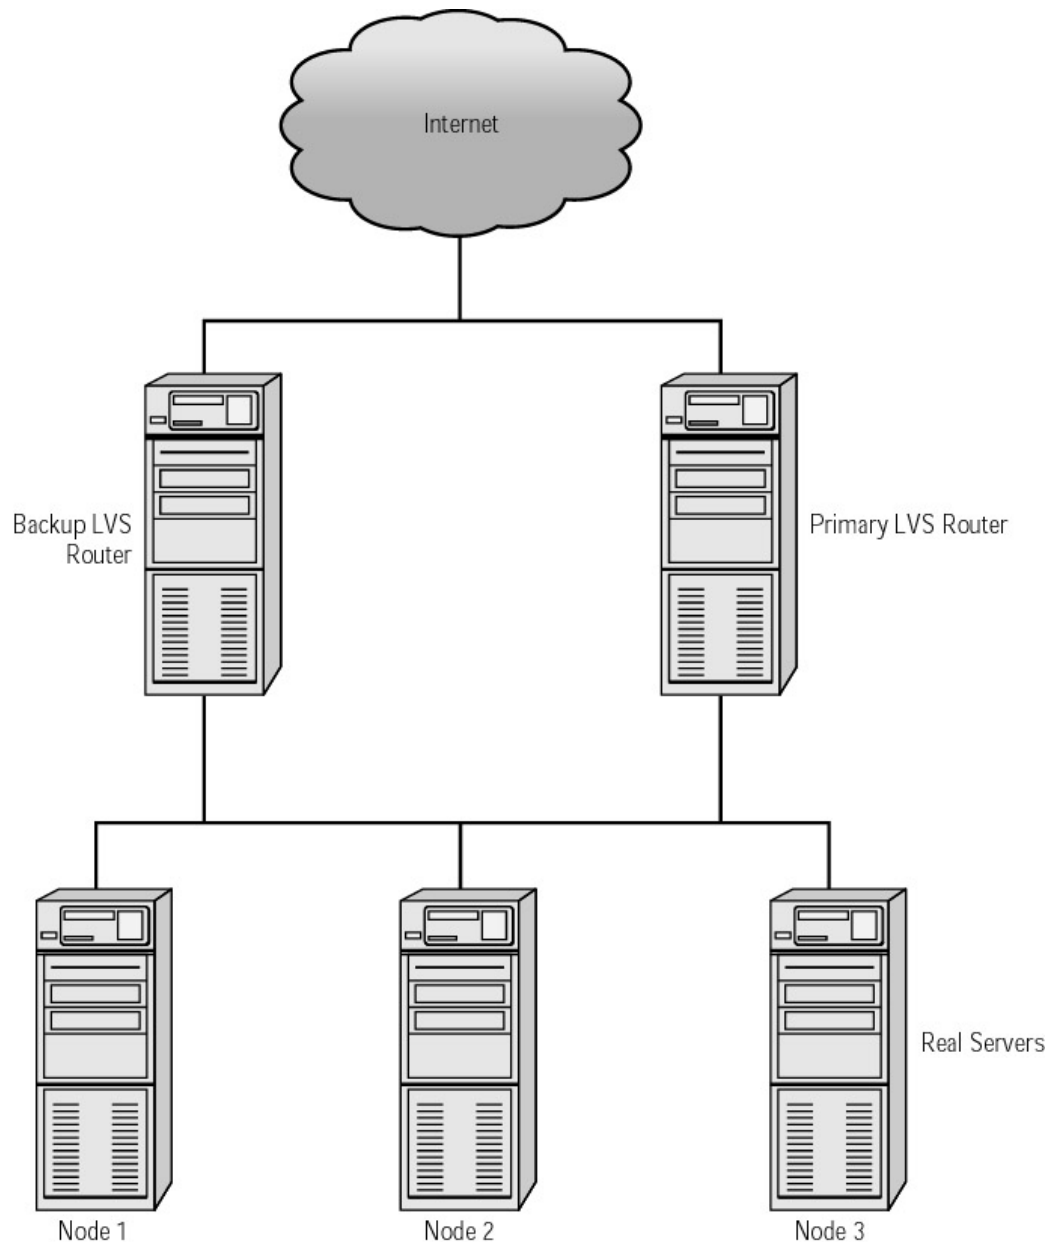 Internet
Backup LVS
Router
Primary LVS Router
Real Servers
Node 1
Node 2
Node 3